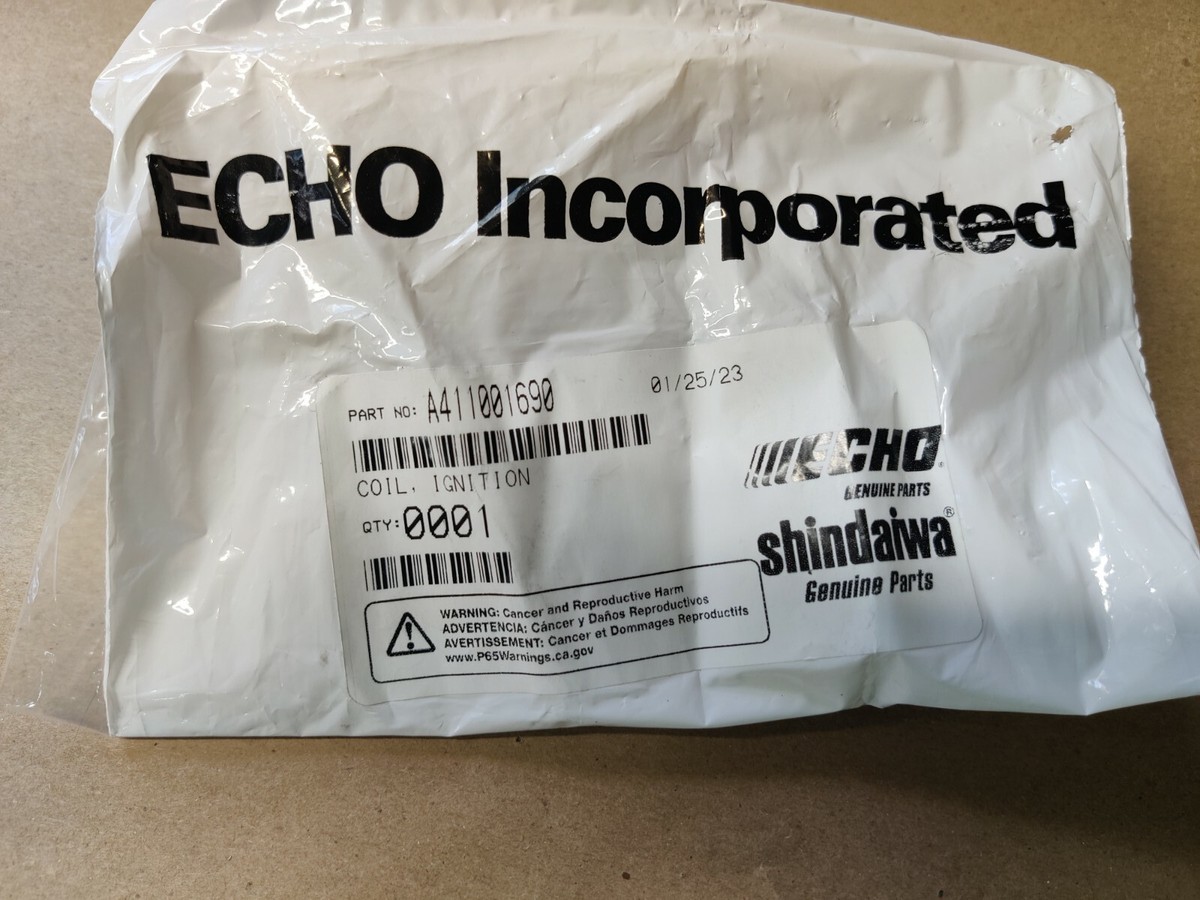 ECHO Incorporated
PART NO: A411001690 01/25/23
COIL, IGNITION
QTY:0001
ECHO.
GENUINE PARTS
shindaiwa®
Genuine Parts
WARNING: Cancer and Reproductive Harm
ADVERTENCIA: Cáncer y Daños Reproductivos
AVERTISSEMENT: Cancer et Dommages Reproductifs
www.P65Warnings.ca.gov